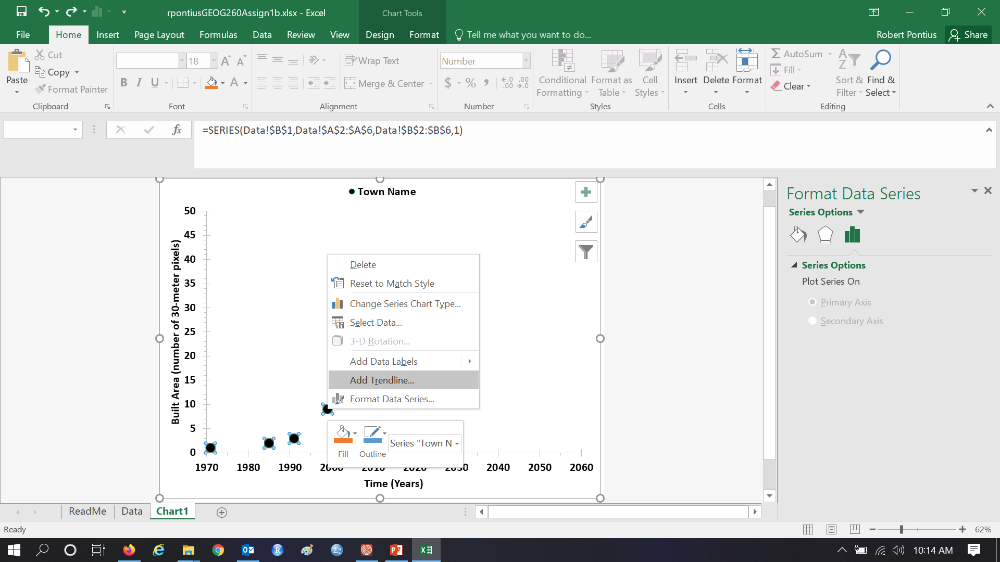 rpontiusGEOG260Assign1b.xlsx - Excel
Chart Tools
File Home Insert Page Layout Formulas Data Review View Design Format Tell me what you want to do... Robert Pontius Share
Paste
Cut
Copy
Format Painter
Clipboard
18
B I U A
Font
Wrap Text
Merge & Center
Alignment
Number
$ % , .00
Number
Conditional Formatting
Format as Table
Cell Styles
Styles
Insert Delete Format
Cells
AutoSum
Fill
Clear
Sort & Filter
Find & Select
Editing
fx
=SERIES(Data!$B$1,Data!$A$2:$A$6,Data!$B$2:$B$6,1)
Town Name
50
45
40
35
30
25
20
15
10
5
0
Built Area (number of 30-meter pixels)
1970 1980 1990 2000 2010 2020 2030 2040 2050 2060
Time (Years)
Delete
Reset to Match Style
Change Series Chart Type...
Select Data...
3-D Rotation...
Add Data Labels
Add Trendline...
Format Data Series...
Fill
Outline
Series "Town N
Format Data Series
Series Options
Series Options
Plot Series On
Primary Axis
Secondary Axis
ReadMe Data Chart1
Ready
62%
10:14 AM